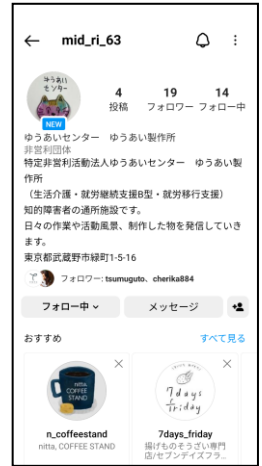 mid_ri_63
ゆうあい
センター
NEW
4 19 14
投稿 フォロワー フォロー中
ゆうあいセンター　ゆうあい製作所
非営利団体
特定非営利活動法人ゆうあいセンター　ゆうあい製
作所
（生活介護・就労継続支援B型・就労移行支援）
知的障害者の通所施設です。
日々の作業や活動風景、制作した物を発信していき
ます。
東京都武蔵野市緑町1-5-16
フォロワー: tsumuguto、cherika884
フォロー中 メッセージ
おすすめ すべて見る
nitta.
COFFEE
STAND
7days
friday
n_coffeestand
nitta, COFFEE STAND
7days_friday
揚げものそうざい専門
店/セブンデイズフラ...